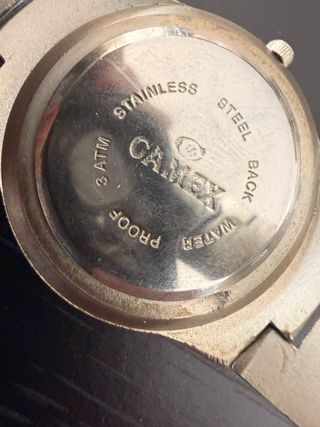 STAINLESS STEEL BACK
WATER PROOF 3 ATM
CAMEX